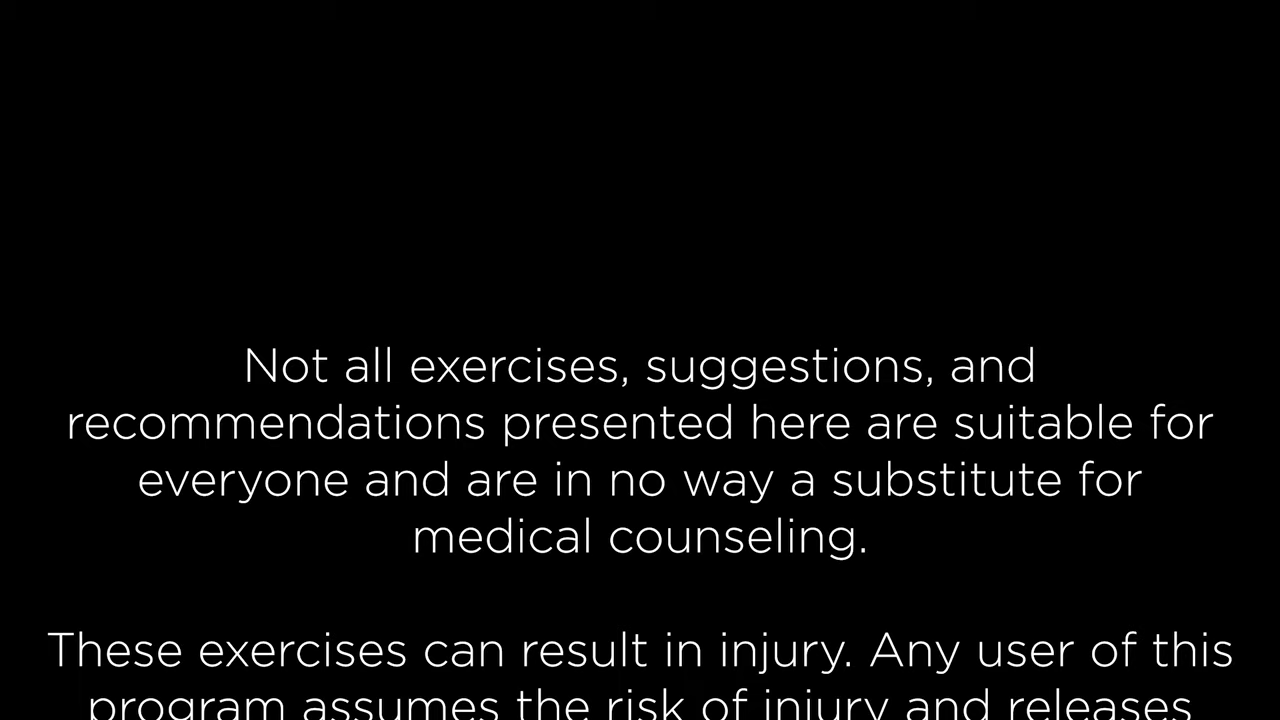 Not all exercises, suggestions, and
recommendations presented here are suitable for
everyone and are in no way a substitute for
medical counseling.
These exercises can result in injury. Any user of this
program assumes the risk of injury and releases